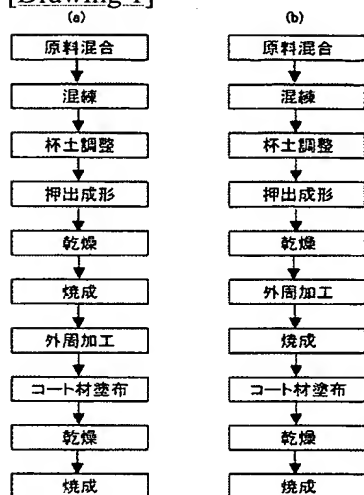 [Drawing 1]
(a)
原料混合
混練
杯土調整
押出成形
乾燥
焼成
外周加工
コート材塗布
乾燥
焼成
(b)
原料混合
混練
杯土調整
押出成形
乾燥
外周加工
焼成
コート材塗布
乾燥
焼成